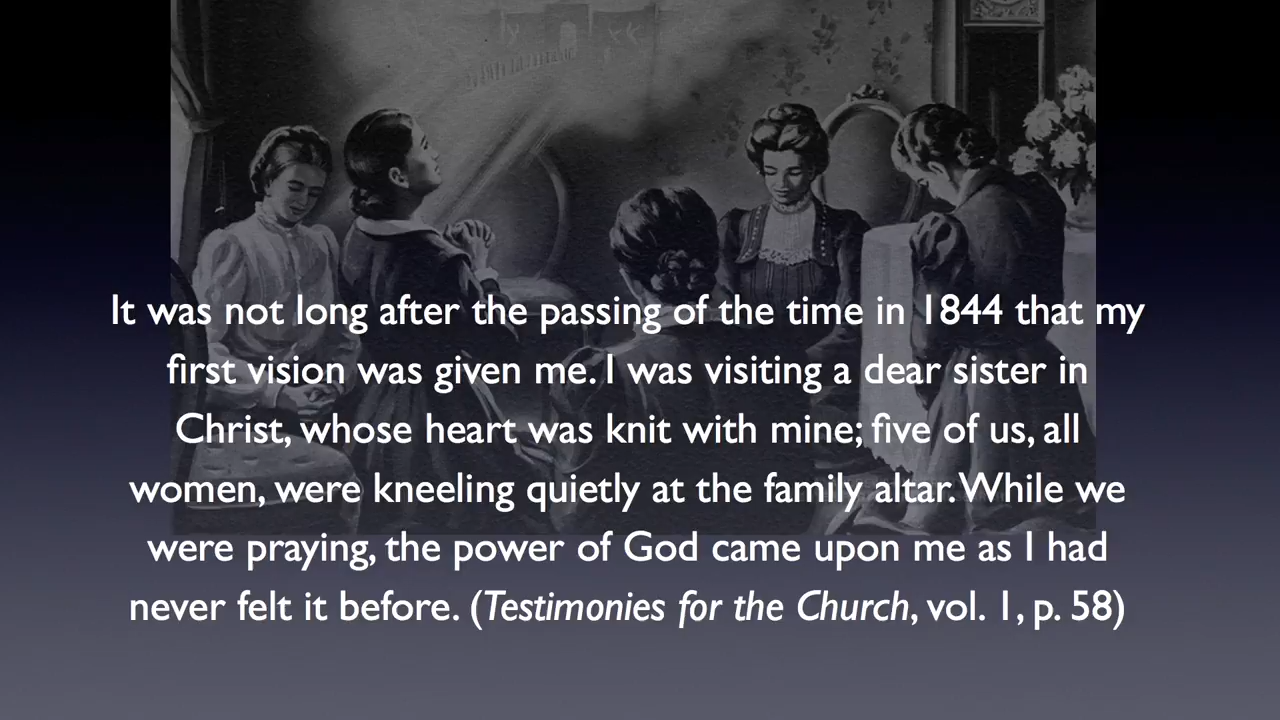 It was not long after the passing of the time in 1844 that my
first vision was given me. I was visiting a dear sister in
Christ, whose heart was knit with mine; five of us, all
women, were kneeling quietly at the family altar. While we
were praying, the power of God came upon me as I had
never felt it before. (Testimonies for the Church, vol. 1, p. 58)